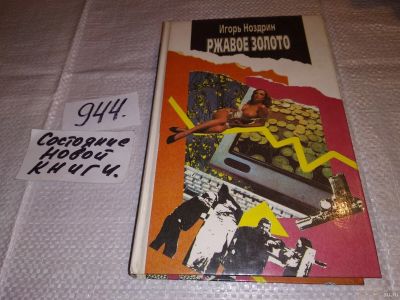 Игорь Ноздрин
РЖАВОЕ ЗОЛОТО
944.
Состояние
Новой
книги.